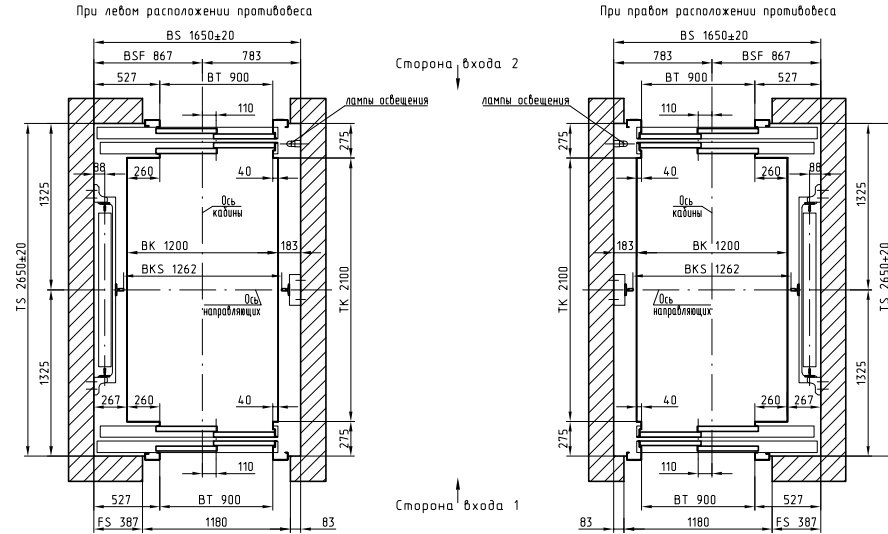 При левом расположении противовеса
BS 1650±20
BSF 867
783
527
BT 900
110
лампы освещения
275
88
260
40
1325
Ось
кабины
TS 2650±20
BK 1200
183
BKS 1262
TK 2100
Ось
направляющих
1325
267
260
40
275
110
527
BT 900
FS 387
1180
83
Сторона входа 2
Сторона входа 1
При правом расположении противовеса
BS 1650±20
783
BSF 867
BT 900
527
110
лампы освещения
275
40
260
88
1325
Ось
кабины
183
BK 1200
BKS 1262
TK 2100
TS 2650±20
Ось
направляющих
1325
40
260
267
275
110
BT 900
527
83
1180
FS 387